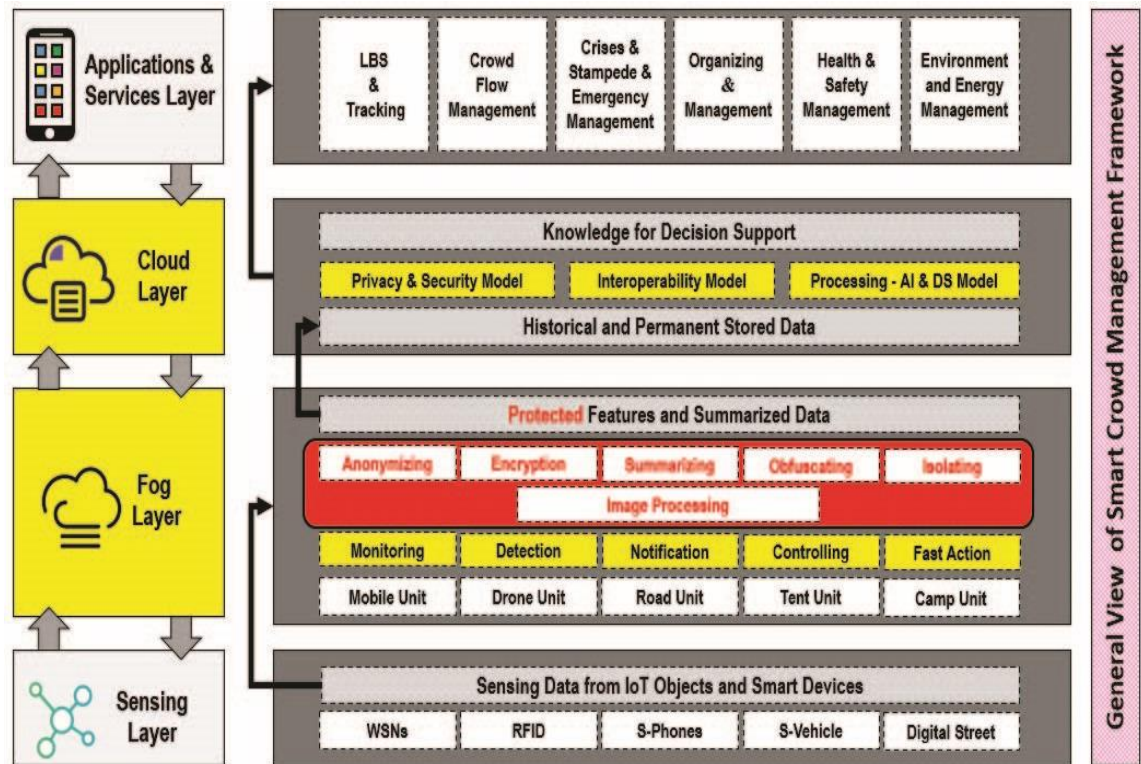 Applications &
Services Layer
LBS
&
Tracking
Crowd
Flow
Management
Crises &
Stampede &
Emergency
Management
Organizing
&
Management
Health &
Safety
Management
Environment
and Energy
Management
Cloud
Layer
Knowledge for Decision Support
Privacy & Security Model
Interoperability Model
Processing - AI & DS Model
Historical and Permanent Stored Data
Fog
Layer
Protected Features and Summarized Data
Anonymizing
Encryption
Summarizing
Obfuscating
Isolating
Image Processing
Monitoring
Detection
Notification
Controlling
Fast Action
Mobile Unit
Drone Unit
Road Unit
Tent Unit
Camp Unit
Sensing
Layer
Sensing Data from IoT Objects and Smart Devices
WSNs
RFID
S-Phones
S-Vehicle
Digital Street
General View of Smart Crowd Management Framework